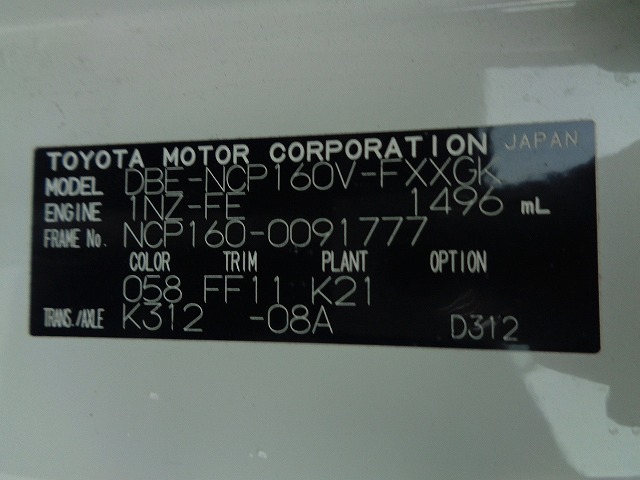 TOYOTA MOTOR CORPORATION JAPAN
MODEL DBE-NCP160V-FXXGK
ENGINE 1NZ-FE 1496 mL
FRAME No. NCP160-0091777
COLOR TRIM PLANT OPTION
058 FF11 K21
TRANS./AXLE K312 -08A D312